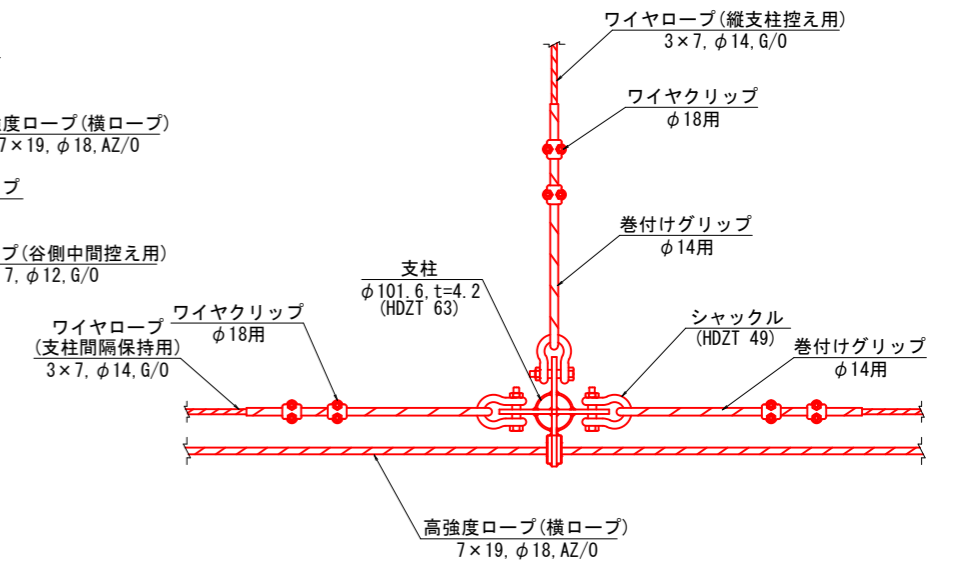 ワイヤロープ(縦支柱控え用)
3×7, φ14, G/O
ワイヤクリップ
φ18用
度ロープ(横ロープ)
7×19, φ18, AZ/O
プ
巻付けグリップ
φ14用
プ(谷側中間控え用)
7, φ12, G/O
支柱
φ101.6, t=4.2
(HDZT 63)
ワイヤクリップ
φ18用
シャックル
(HDZT 49)
ワイヤロープ
(支柱間隔保持用)
3×7, φ14, G/O
巻付けグリップ
φ14用
高強度ロープ(横ロープ)
7×19, φ18, AZ/O